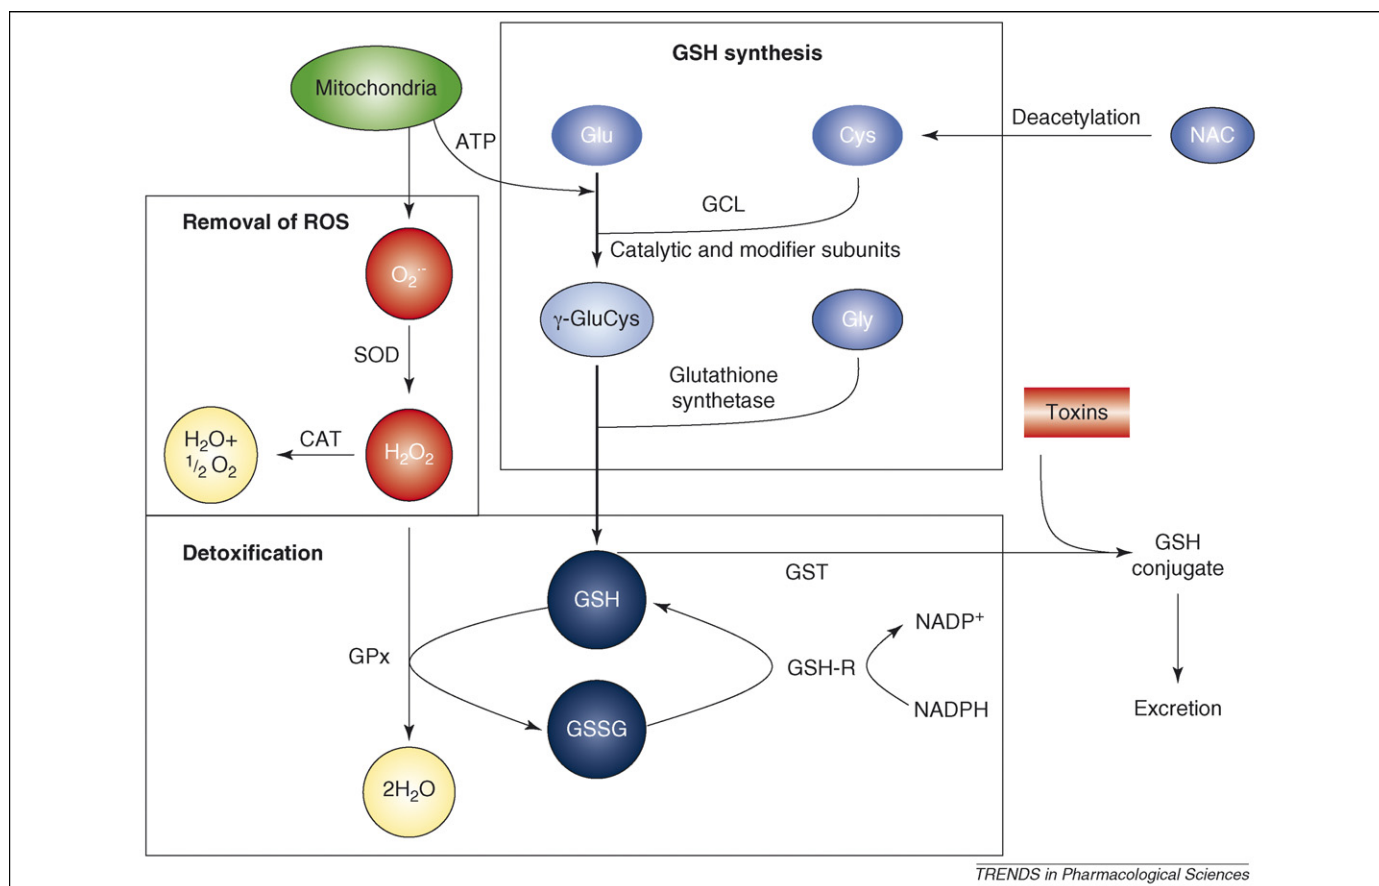 GSH synthesis
Mitochondria
ATP
Glu
Cys
Deacetylation
NAC
GCL
Catalytic and modifier subunits
Removal of ROS
O₂·⁻
SOD
γ-GluCys
Gly
Glutathione
synthetase
Toxins
H₂O+
½ O₂
CAT
H₂O₂
Detoxification
GSH
GST
GSH
conjugate
GPx
GSH-R
NADP⁺
NADPH
GSSG
Excretion
2H₂O
TRENDS in Pharmacological Sciences